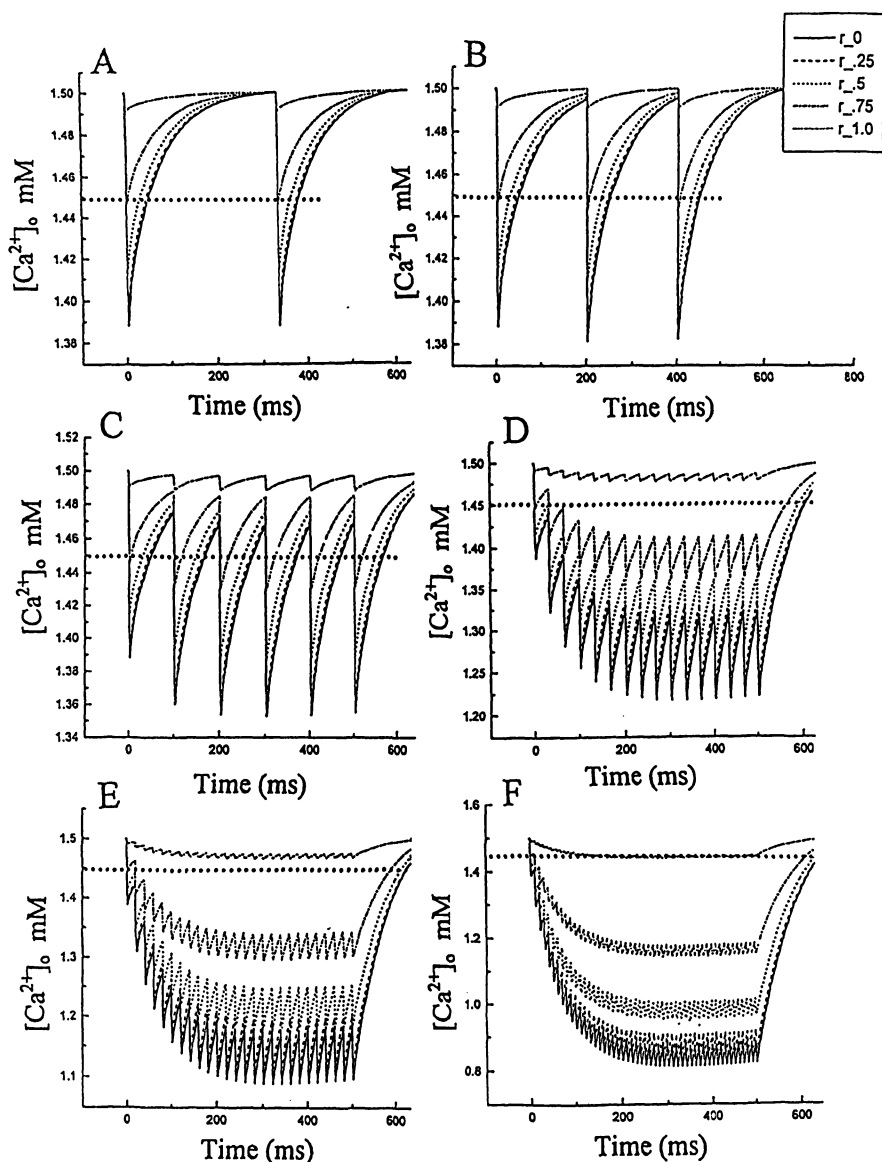 r_0
r_.25
r_.5
r_.75
r_1.0
A
1.50
1.48
1.46
1.44
1.42
1.40
1.38
[Ca²⁺]ₒ mM
0 200 400 600
Time (ms)
B
1.50
1.48
1.46
1.44
1.42
1.40
1.38
1.36
[Ca²⁺]ₒ mM
0 200 400 600 800
Time (ms)
C
1.52
1.50
1.48
1.46
1.44
1.42
1.40
1.38
1.36
1.34
[Ca²⁺]ₒ mM
0 200 400 600
Time (ms)
D
1.50
1.45
1.40
1.35
1.30
1.25
1.20
[Ca²⁺]ₒ mM
0 200 400 600
Time (ms)
E
1.5
1.4
1.3
1.2
1.1
[Ca²⁺]ₒ mM
0 200 400 600
Time (ms)
F
1.6
1.4
1.2
1.0
0.8
[Ca²⁺]ₒ mM
0 200 400 600
Time (ms)